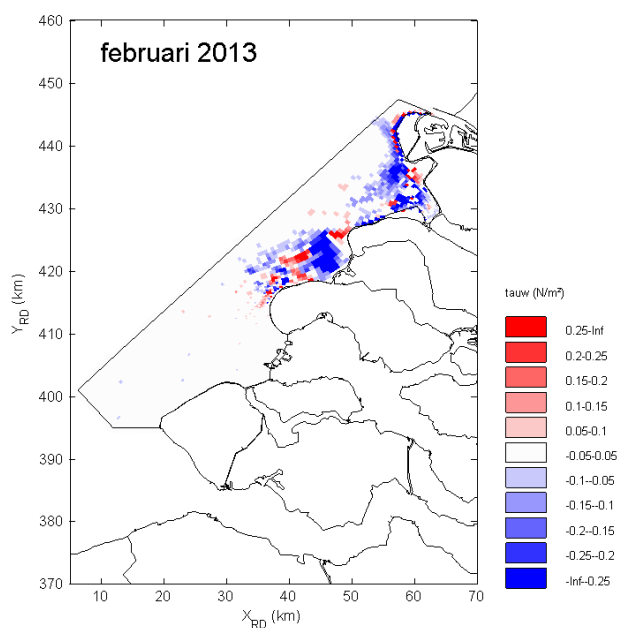 februari 2013
460
450
440
430
420
410
400
390
380
370
Y_RD (km)
10 20 30 40 50 60 70
X_RD (km)
tauw (N/m²)
0.25-Inf
0.2-0.25
0.15-0.2
0.1-0.15
0.05-0.1
-0.05-0.05
-0.1--0.05
-0.15--0.1
-0.2--0.15
-0.25--0.2
-Inf--0.25